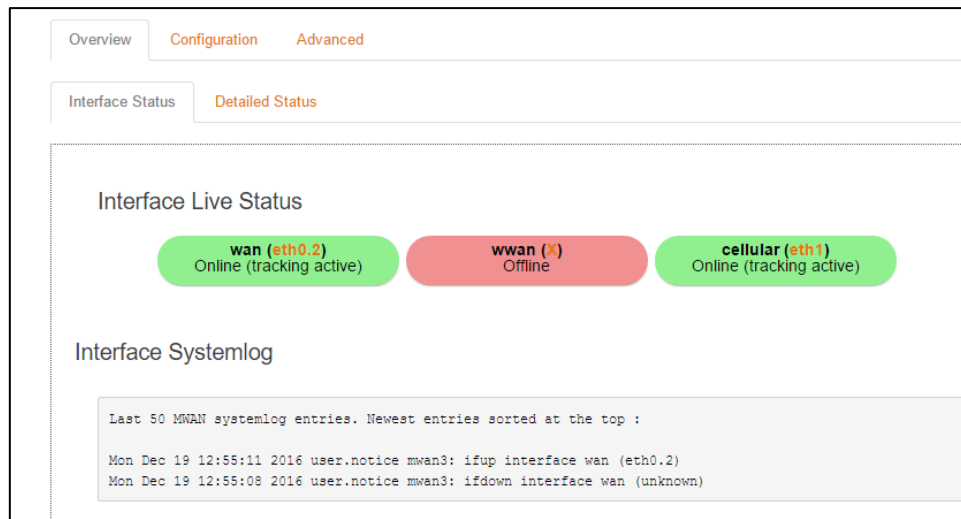 Overview Configuration Advanced
Interface Status Detailed Status
Interface Live Status
wan (eth0.2) wwan (X) cellular (eth1)
Online (tracking active) Offline Online (tracking active)
Interface Systemlog
Last 50 MWAN systemlog entries. Newest entries sorted at the top :
Mon Dec 19 12:55:11 2016 user.notice mwan3: ifup interface wan (eth0.2)
Mon Dec 19 12:55:08 2016 user.notice mwan3: ifdown interface wan (unknown)